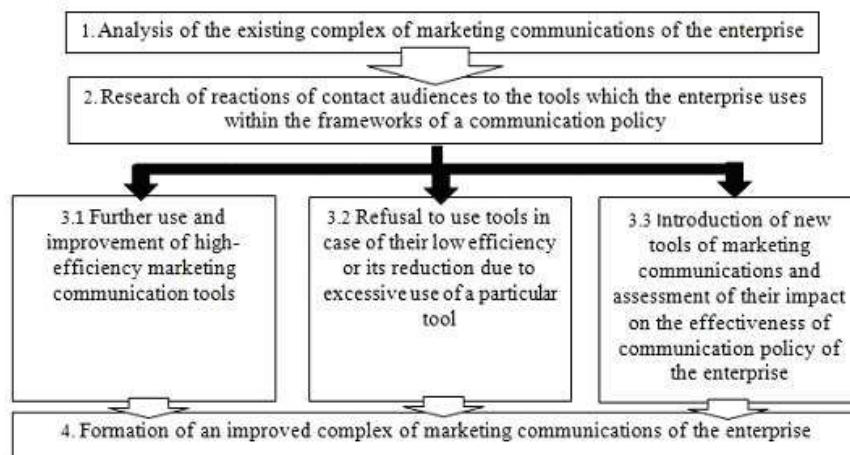 1. Analysis of the existing complex of marketing communications of the enterprise
2. Research of reactions of contact audiences to the tools which the enterprise uses
within the frameworks of a communication policy
3.1 Further use and
improvement of high-
efficiency marketing
communication tools
3.2 Refusal to use tools in
case of their low efficiency
or its reduction due to
excessive use of a particular
tool
3.3 Introduction of new
tools of marketing
communications and
assessment of their impact
on the effectiveness of
communication policy of
the enterprise
4. Formation of an improved complex of marketing communications of the enterprise